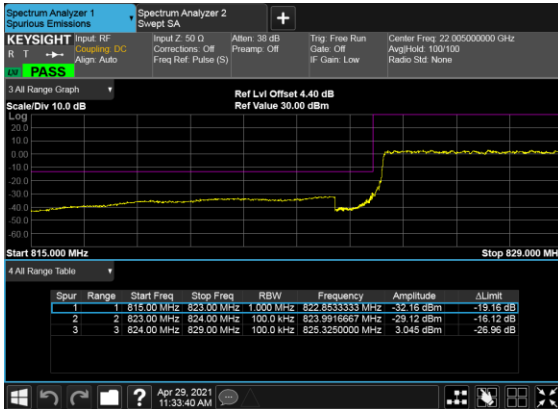 Spectrum Analyzer 1
Spurious Emissions
Spectrum Analyzer 2
Swept SA
KEYSIGHT
R T
LXI PASS
Input: RF
Coupling: DC
Align: Auto
Input Z: 50 Ω
Corrections: Off
Freq Ref: Pulse (S)
Atten: 38 dB
Preamp: Off
Trig: Free Run
Gate: Off
IF Gain: Low
Center Freq: 22.005000000 GHz
Avg|Hold: 100/100
Radio Std: None
3 All Range Graph
Scale/Div 10.0 dB
Ref Lvl Offset 4.40 dB
Ref Value 30.00 dBm
Log
20.0
10.0
0.00
-10.0
-20.0
-30.0
-40.0
-50.0
-60.0
Start 815.000 MHz
Stop 829.000 MH
4 All Range Table
Spur Range Start Freq Stop Freq RBW Frequency Amplitude ΔLimit
1 1 815.00 MHz 823.00 MHz 1.000 MHz 822.8533333 MHz -32.16 dBm -19.16 dB
2 2 823.00 MHz 824.00 MHz 100.0 kHz 823.9916667 MHz -29.12 dBm -16.12 dB
3 3 824.00 MHz 829.00 MHz 100.0 kHz 825.3250000 MHz 3.045 dBm -26.96 dB
?
Apr 29, 2021
11:33:40 AM